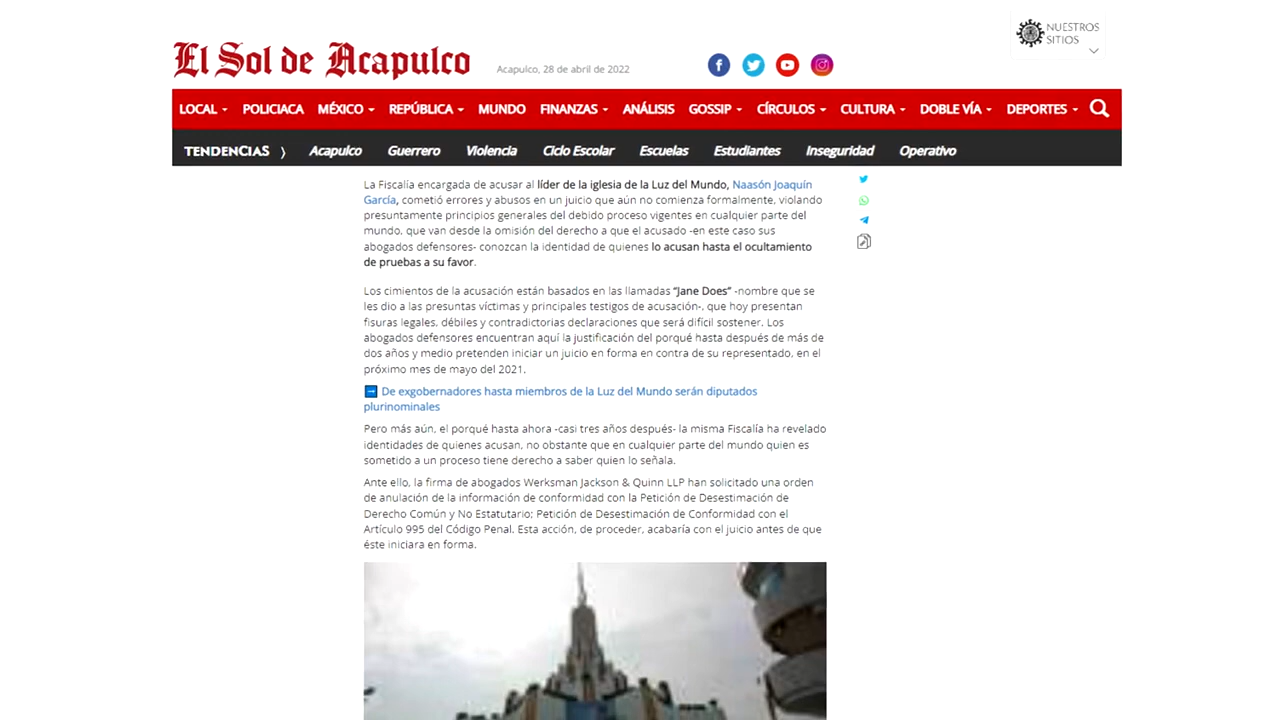 NUESTROS
SITIOS
El Sol de Acapulco
Acapulco, 28 de abril de 2022
LOCAL POLICIACA MÉXICO REPÚBLICA MUNDO FINANZAS ANÁLISIS GOSSIP CÍRCULOS CULTURA DOBLE VÍA DEPORTES
TENDENCIAS Acapulco Guerrero Violencia Ciclo Escolar Escuelas Estudiantes Inseguridad Operativo
La Fiscalía encargada de acusar al líder de la iglesia de la Luz del Mundo, Naasón Joaquín
García, cometió errores y abusos en un juicio que aún no comienza formalmente, violando
presuntamente principios generales del debido proceso vigentes en cualquier parte del
mundo, que van desde la omisión del derecho a que el acusado -en este caso sus
abogados defensores- conozcan la identidad de quienes lo acusan hasta el ocultamiento
de pruebas a su favor.
Los cimientos de la acusación están basados en las llamadas “Jane Does” -nombre que se
les dio a las presuntas víctimas y principales testigos de acusación-, que hoy presentan
fisuras legales, débiles y contradictorias declaraciones que será difícil sostener. Los
abogados defensores encuentran aquí la justificación del porqué hasta después de más de
dos años y medio pretenden iniciar un juicio en forma en contra de su representado, en el
próximo mes de mayo del 2021.
De exgobernadores hasta miembros de la Luz del Mundo serán diputados
plurinominales
Pero más aún, el porqué hasta ahora -casi tres años después- la misma Fiscalía ha revelado
identidades de quienes acusan, no obstante que en cualquier parte del mundo quien es
sometido a un proceso tiene derecho a saber quien lo señala.
Ante ello, la firma de abogados Werksman Jackson & Quinn LLP han solicitado una orden
de anulación de la información de conformidad con la Petición de Desestimación de
Derecho Común y No Estatutario; Petición de Desestimación de Conformidad con el
Artículo 995 del Código Penal. Esta acción, de proceder, acabaría con el juicio antes de que
éste iniciara en forma.